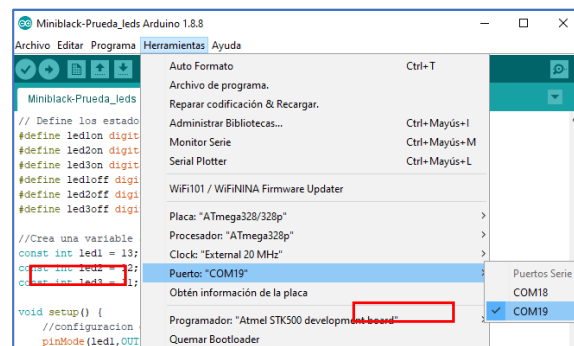 Miniblack-Prueda_leds Arduino 1.8.8
Archivo Editar Programa Herramientas Ayuda
Miniblack-Prueda_leds
// Define los estado
#define led1on digit
#define led2on digit
#define led3on digit
#define led1off digi
#define led2off digi
#define led3off digi
//Crea una variable
const int led1 = 13;
const int led2 = 12;
const int led3 = 11;
void setup() {
//configuracion
pinMode(led1,OUT
Auto Formato Ctrl+T
Archivo de programa.
Reparar codificación & Recargar.
Administrar Bibliotecas... Ctrl+Mayús+I
Monitor Serie Ctrl+Mayús+M
Serial Plotter Ctrl+Mayús+L
WiFi101 / WiFiNINA Firmware Updater
Placa: "ATmega328/328p"
Procesador: "ATmega328p"
Clock: "External 20 MHz"
Puerto: "COM19"
Obtén información de la placa
Programador: "Atmel STK500 development board"
Quemar Bootloader
Puertos Serie
COM18
COM19